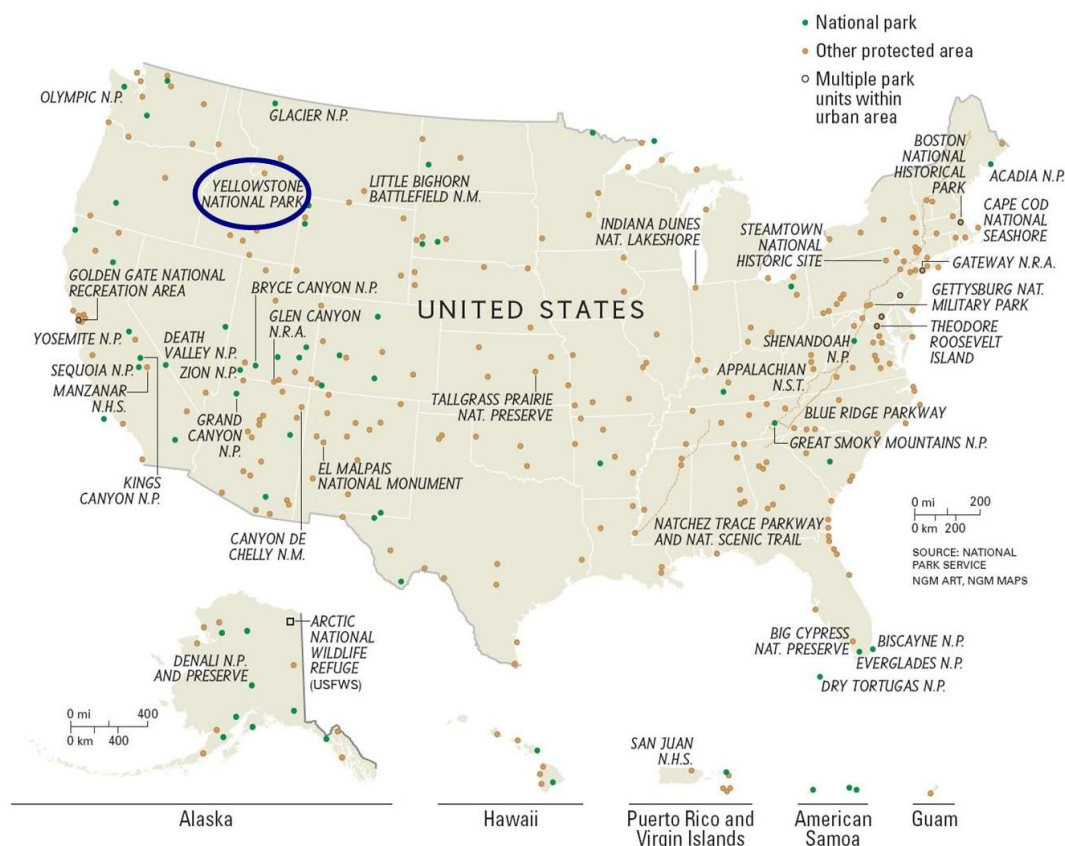 National park
Other protected area
Multiple park
units within
urban area
OLYMPIC N.P.
GLACIER N.P.
BOSTON
NATIONAL
HISTORICAL
PARK
ACADIA N.P.
YELLOWSTONE
NATIONAL PARK
LITTLE BIGHORN
BATTLEFIELD N.M.
CAPE COD
NATIONAL
SEASHORE
INDIANA DUNES
NAT. LAKESHORE
STEAMTOWN
NATIONAL
HISTORIC SITE
GATEWAY N.R.A.
GOLDEN GATE NATIONAL
RECREATION AREA
BRYCE CANYON N.P.
GLEN CANYON
N.R.A.
UNITED STATES
GETTYSBURG NAT.
MILITARY PARK
YOSEMITE N.P.
DEATH
VALLEY N.P.
ZION N.P.
SHENANDOAH
N.P.
THEODORE
ROOSEVELT
ISLAND
SEQUOIA N.P.
MANZANAR
N.H.S.
TALLGRASS PRAIRIE
NAT. PRESERVE
APPALACHIAN
N.S.T.
GRAND
CANYON
N.P.
BLUE RIDGE PARKWAY
GREAT SMOKY MOUNTAINS N.P.
KINGS
CANYON N.P.
EL MALPAIS
NATIONAL MONUMENT
CANYON DE
CHELLY N.M.
NATCHEZ TRACE PARKWAY
AND NAT. SCENIC TRAIL
0 mi 200
0 km 200
SOURCE: NATIONAL
PARK SERVICE
NGM ART, NGM MAPS
ARCTIC
NATIONAL
WILDLIFE
REFUGE
(USFWS)
DENALI N.P.
AND PRESERVE
0 mi 400
0 km 400
BIG CYPRESS
NAT. PRESERVE
BISCAYNE N.P.
EVERGLADES N.P.
DRY TORTUGAS N.P.
SAN JUAN
N.H.S.
Alaska
Hawaii
Puerto Rico and
Virgin Islands
American
Samoa
Guam